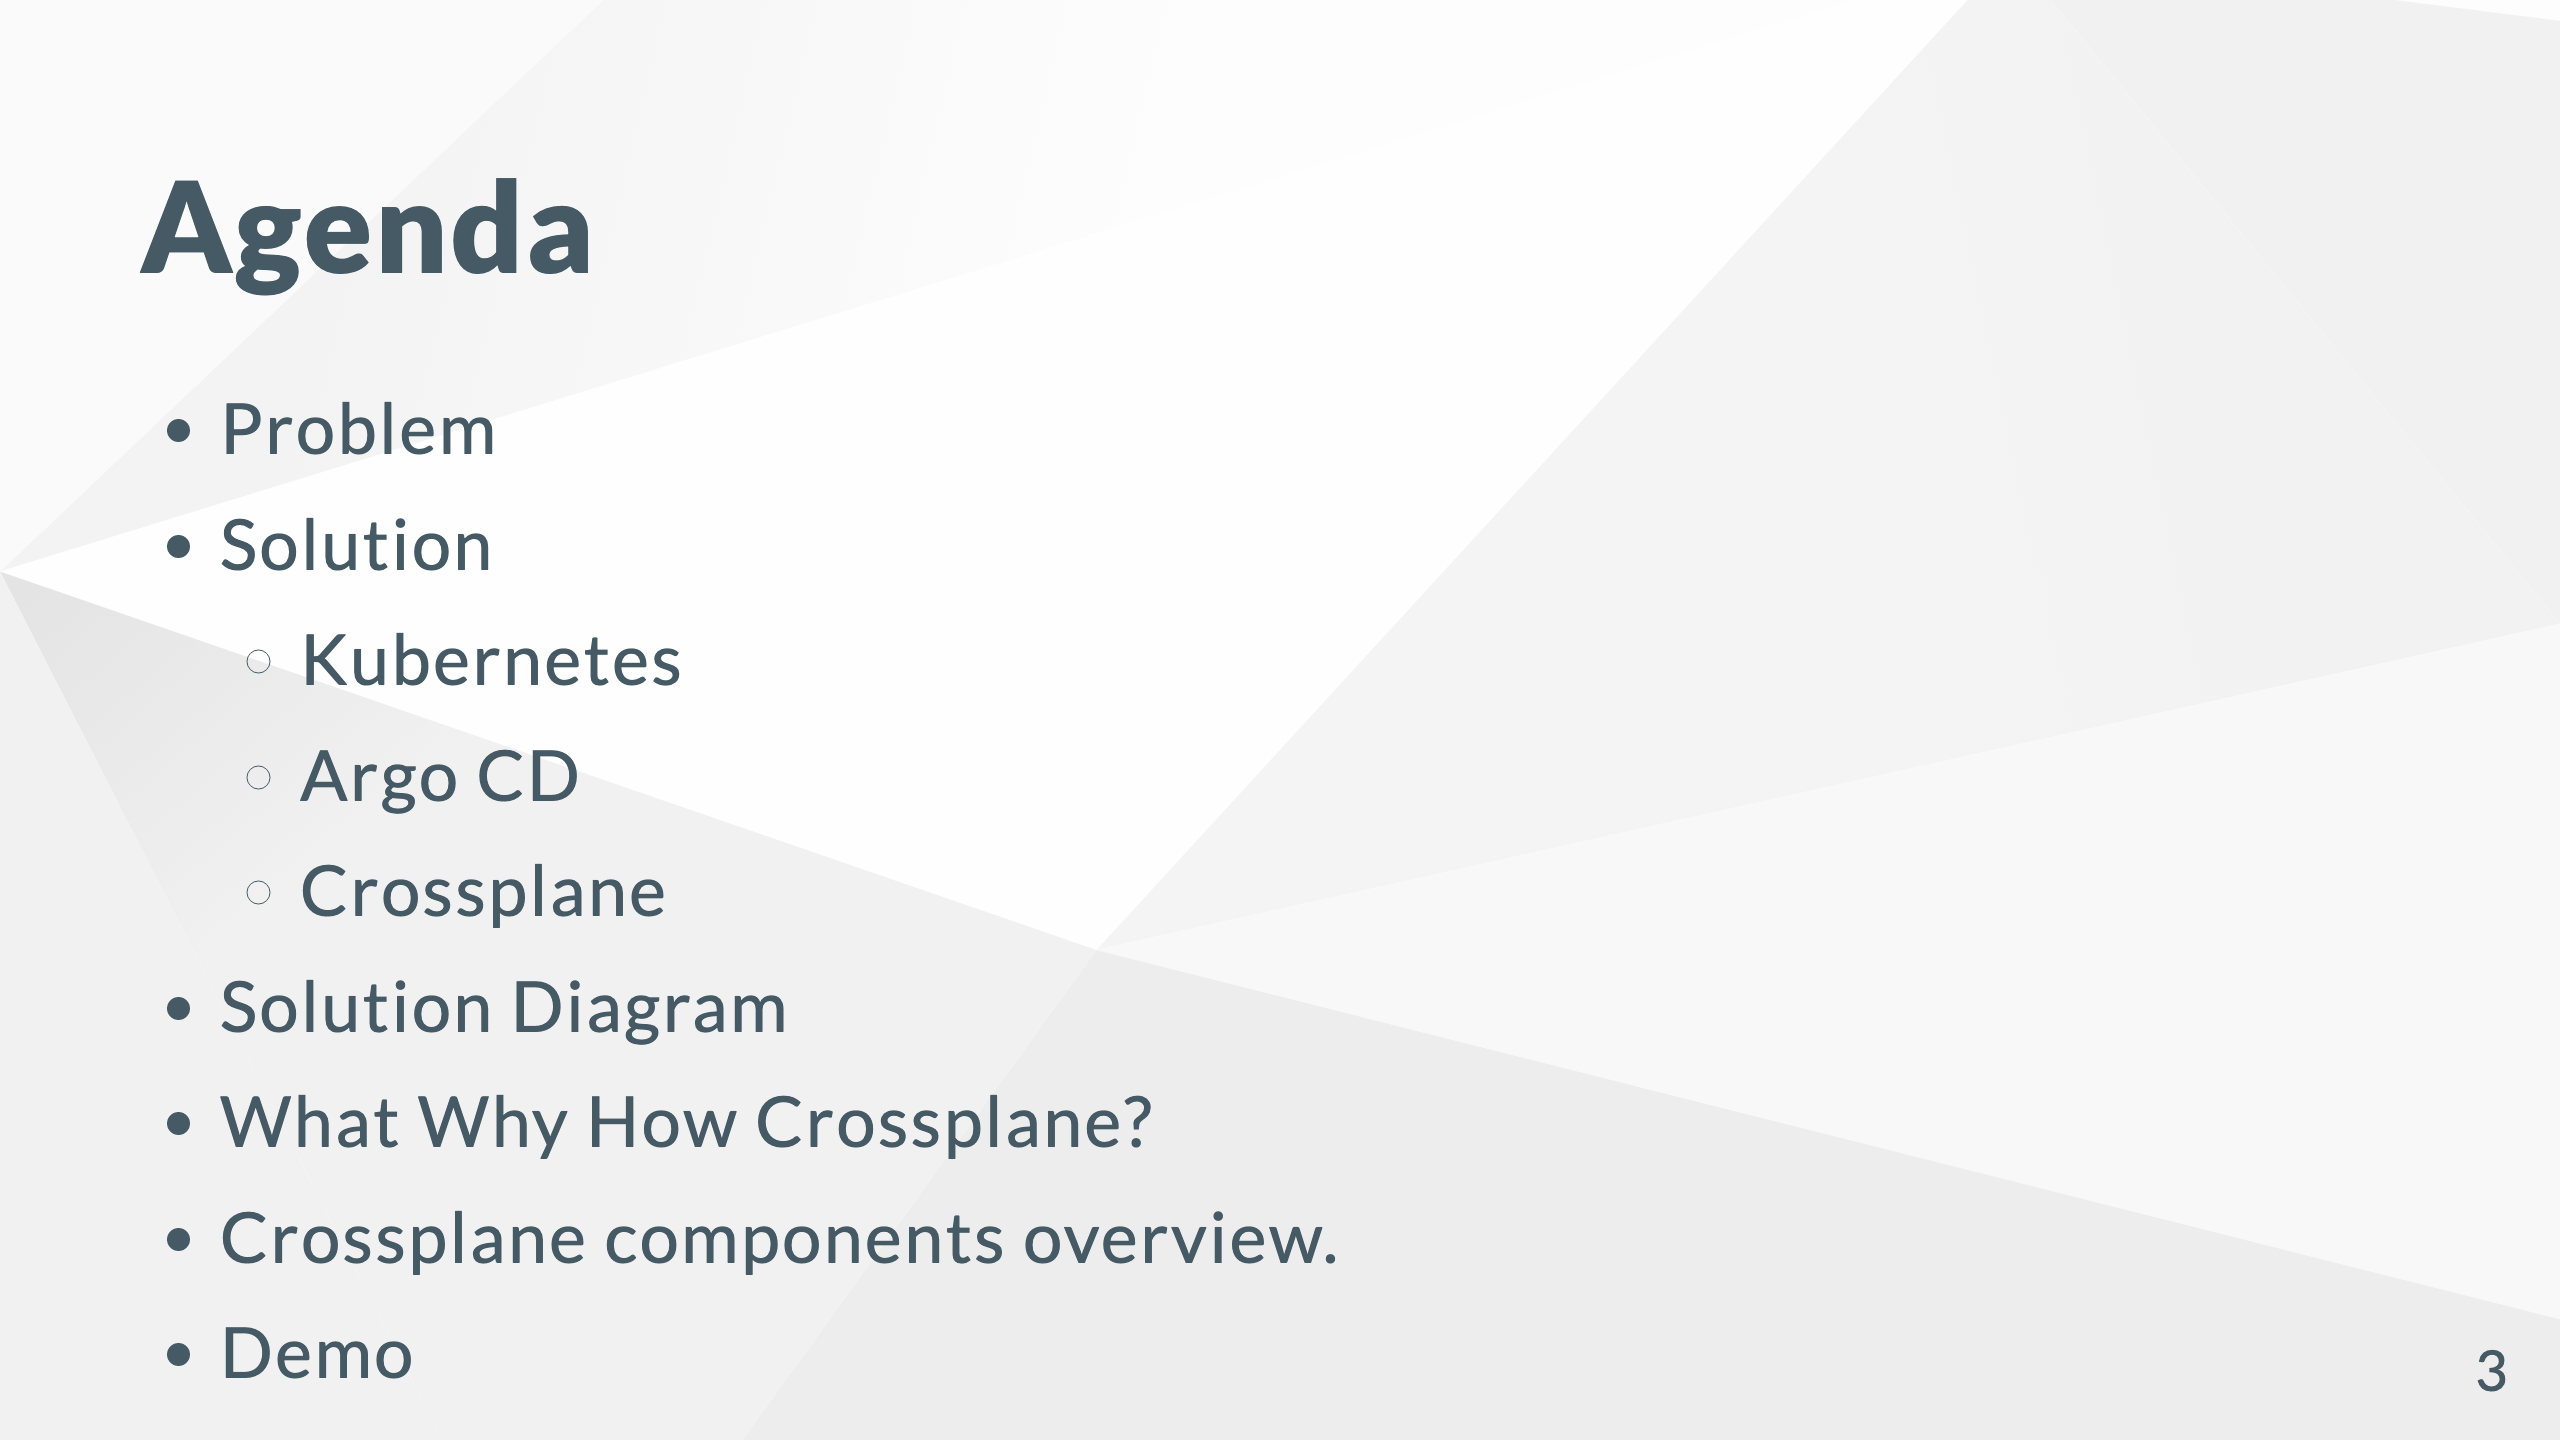 Agenda
• Problem
• Solution
○ Kubernetes
○ Argo CD
○ Crossplane
• Solution Diagram
• What Why How Crossplane?
• Crossplane components overview.
• Demo
3